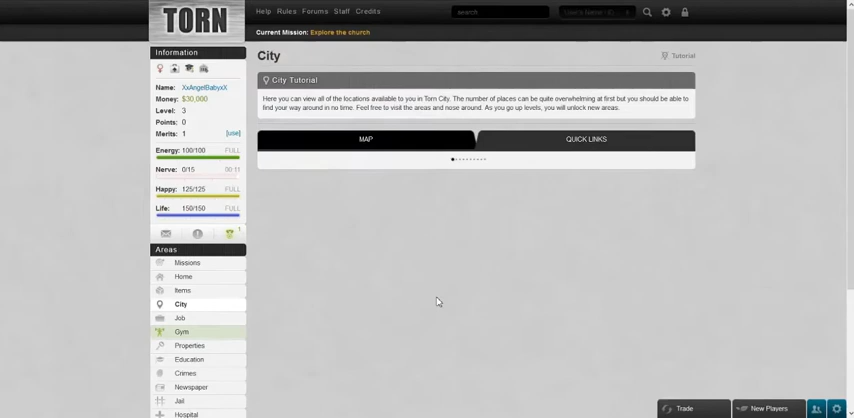 TORN
Help Rules Forums Staff Credits
search
Current Mission: Explore the church
Information
Name: XxAngelBabyxX
Money: $30,000
Level: 3
Points: 0
Merits: 1 [use]
Energy: 100/100 FULL
Nerve: 0/15 00:11
Happy: 125/125 FULL
Life: 150/150 FULL
1
Areas
Missions
Home
Items
City
Job
Gym
Properties
Education
Crimes
Newspaper
Jail
Hospital
City
Tutorial
City Tutorial
Here you can view all of the locations available to you in Torn City. The number of places can be quite overwhelming at first but you should be able to
find your way around in no time. Feel free to visit the areas and nose around. As you go up levels, you will unlock new areas.
MAP
QUICK LINKS
Trade
New Players